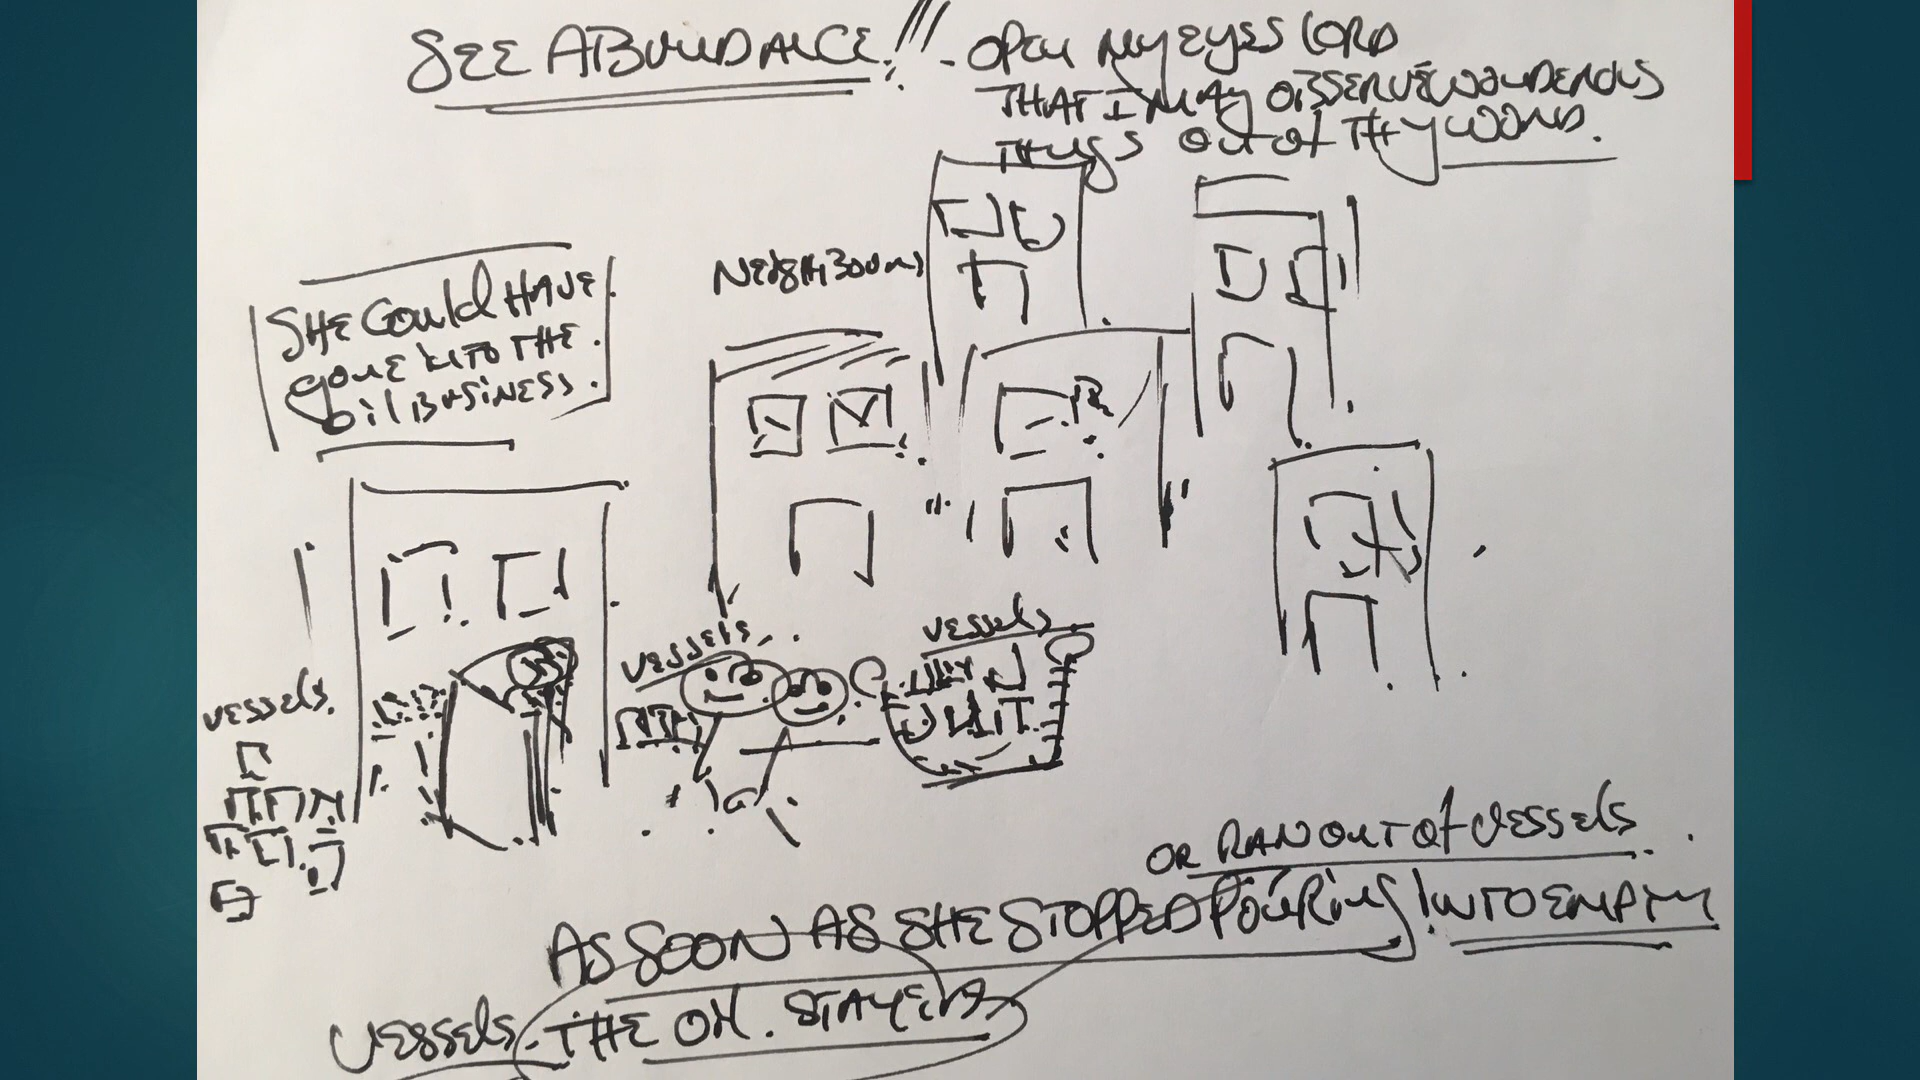 SEE ABUNDANCE!!! - OPEN MY EYES LORD
THAT I MAY OBSERVE WONDEROUS
THINGS OUT OF THY WORD.
NEIGHBOURS
SHE COULD HAVE
gone INTO THE
oil BUSINESS.
vessels
VESSELS
vessels.
OR RAN OUT Of VESSELS
AS SOON AS SHE STOPPED POURING INTO EMPTY
VESSELS. THE OIL. STAYED